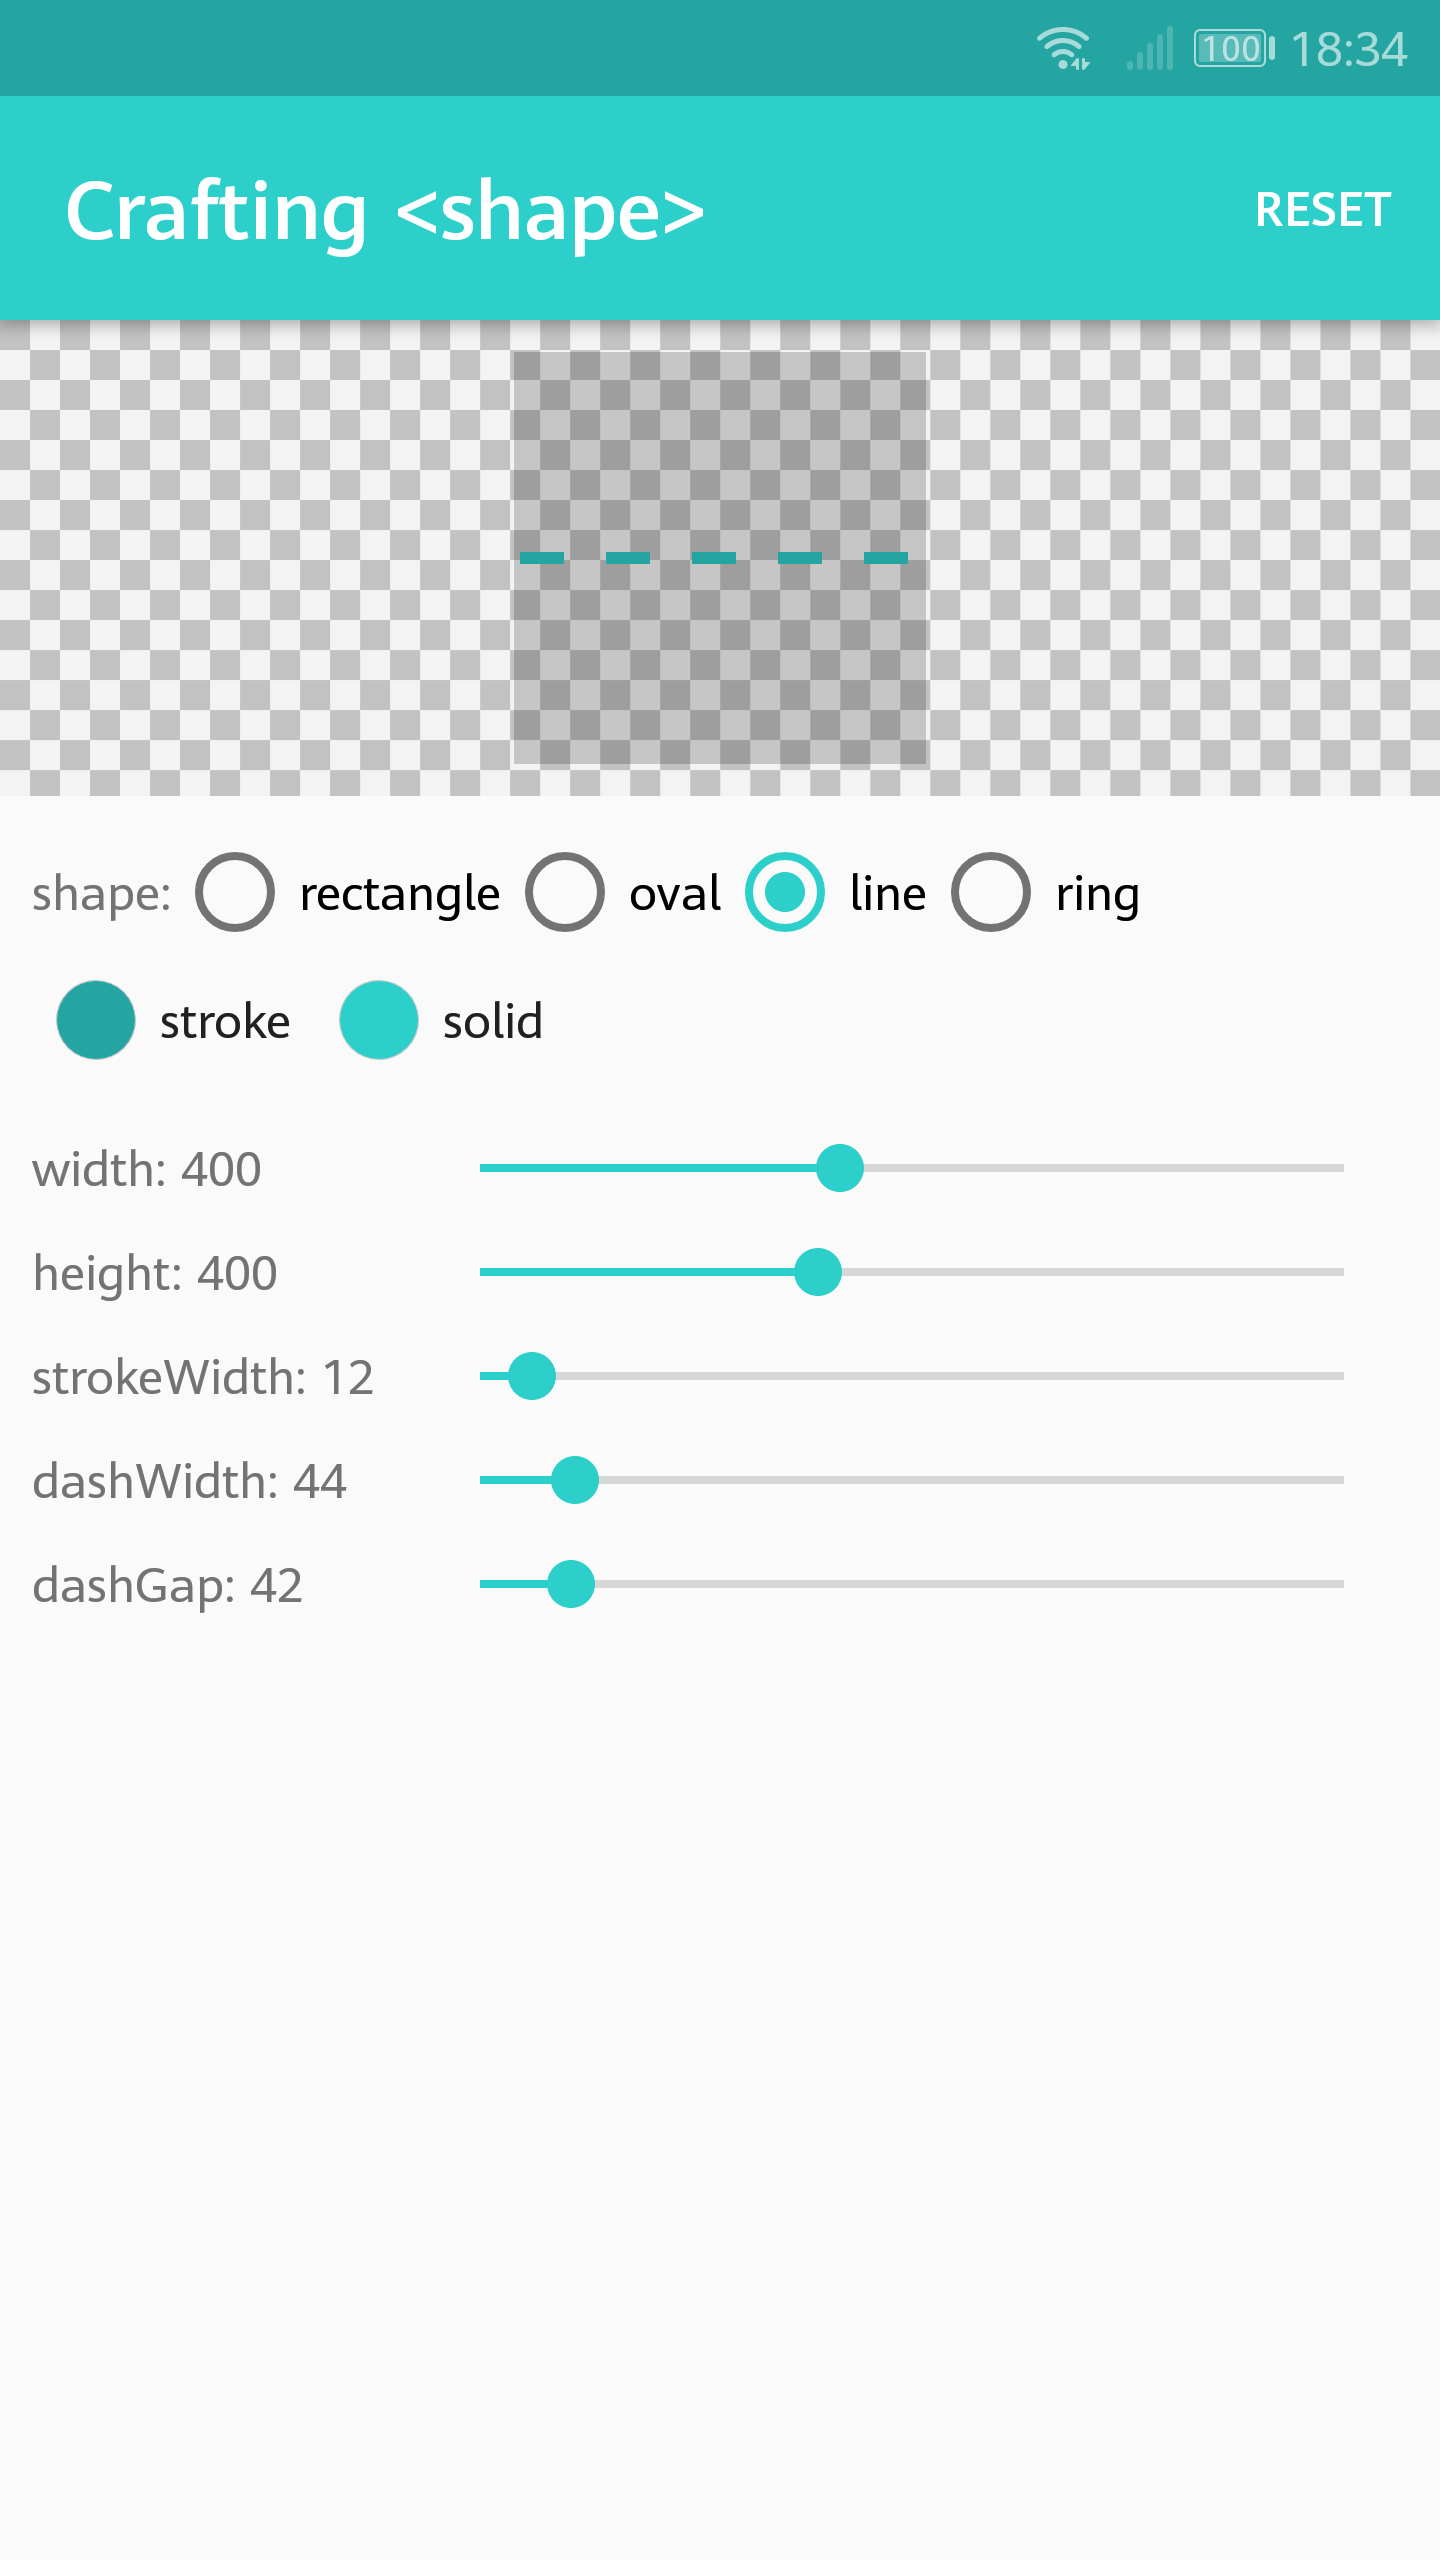 100 18:34
Crafting <shape> RESET
shape: rectangle oval line ring
stroke solid
width: 400
height: 400
strokeWidth: 12
dashWidth: 44
dashGap: 42